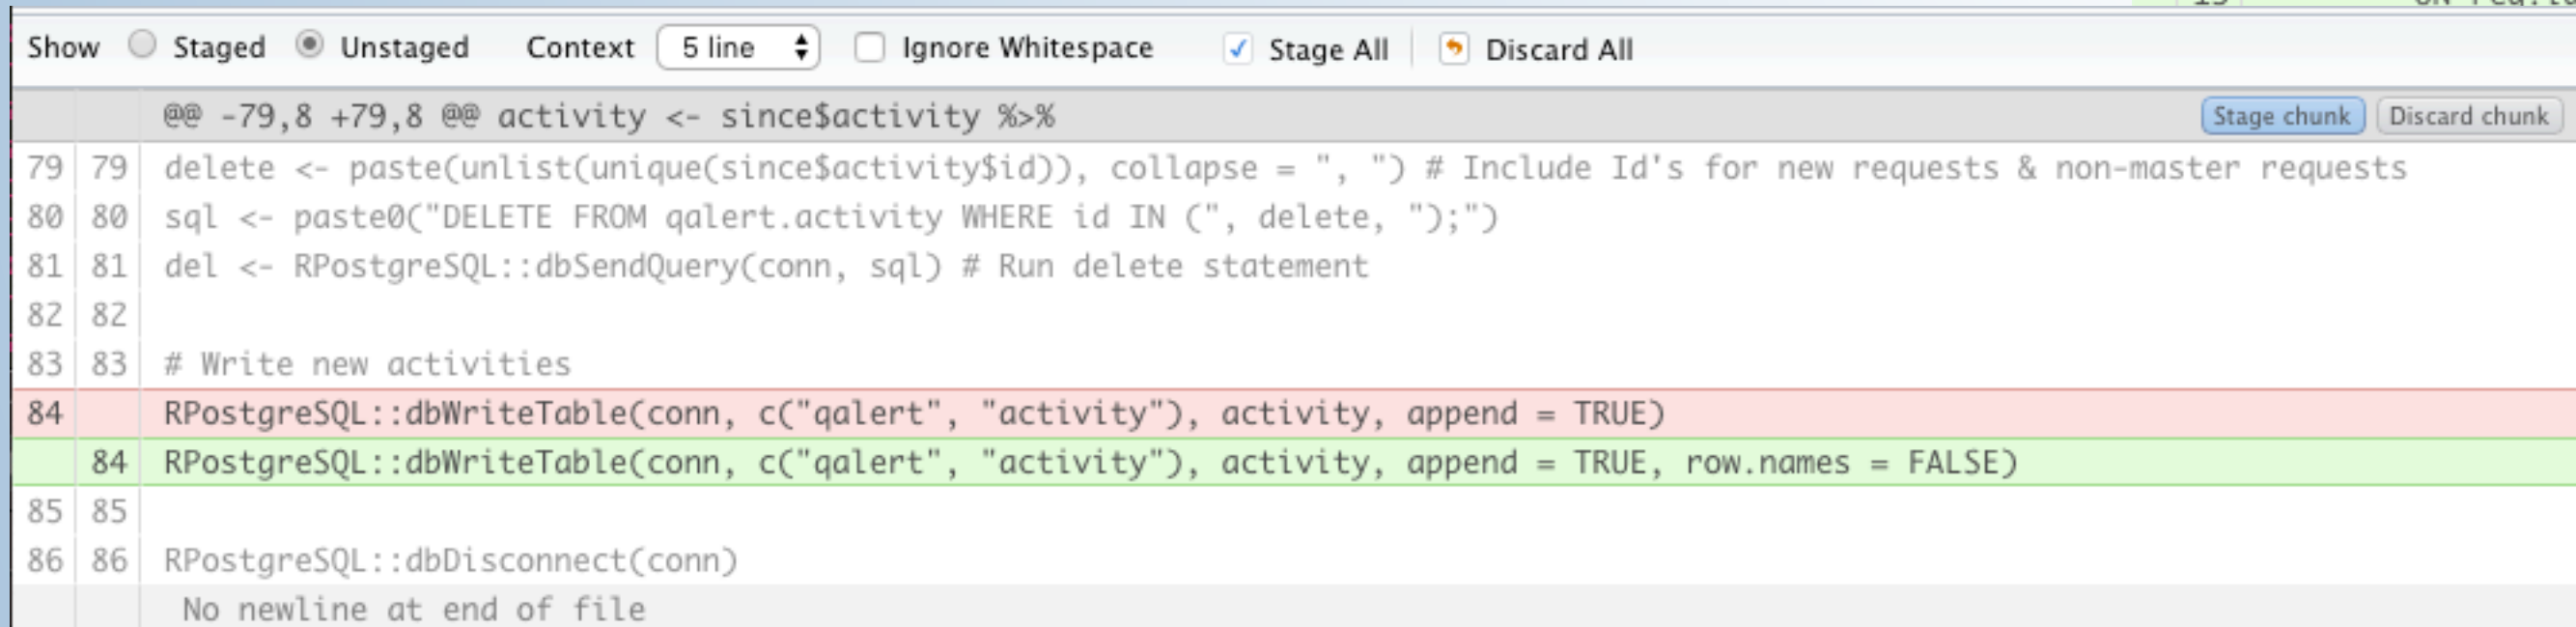 Show Staged Unstaged Context 5 line Ignore Whitespace Stage All Discard All
@@ -79,8 +79,8 @@ activity <- since$activity %>% Stage chunk Discard chunk
79 79 delete <- paste(unlist(unique(since$activity$id)), collapse = ", ") # Include Id's for new requests & non-master requests
80 80 sql <- paste0("DELETE FROM qalert.activity WHERE id IN (", delete, ");")
81 81 del <- RPostgreSQL::dbSendQuery(conn, sql) # Run delete statement
82 82
83 83 # Write new activities
84 RPostgreSQL::dbWriteTable(conn, c("qalert", "activity"), activity, append = TRUE)
84 RPostgreSQL::dbWriteTable(conn, c("qalert", "activity"), activity, append = TRUE, row.names = FALSE)
85 85
86 86 RPostgreSQL::dbDisconnect(conn)
No newline at end of file